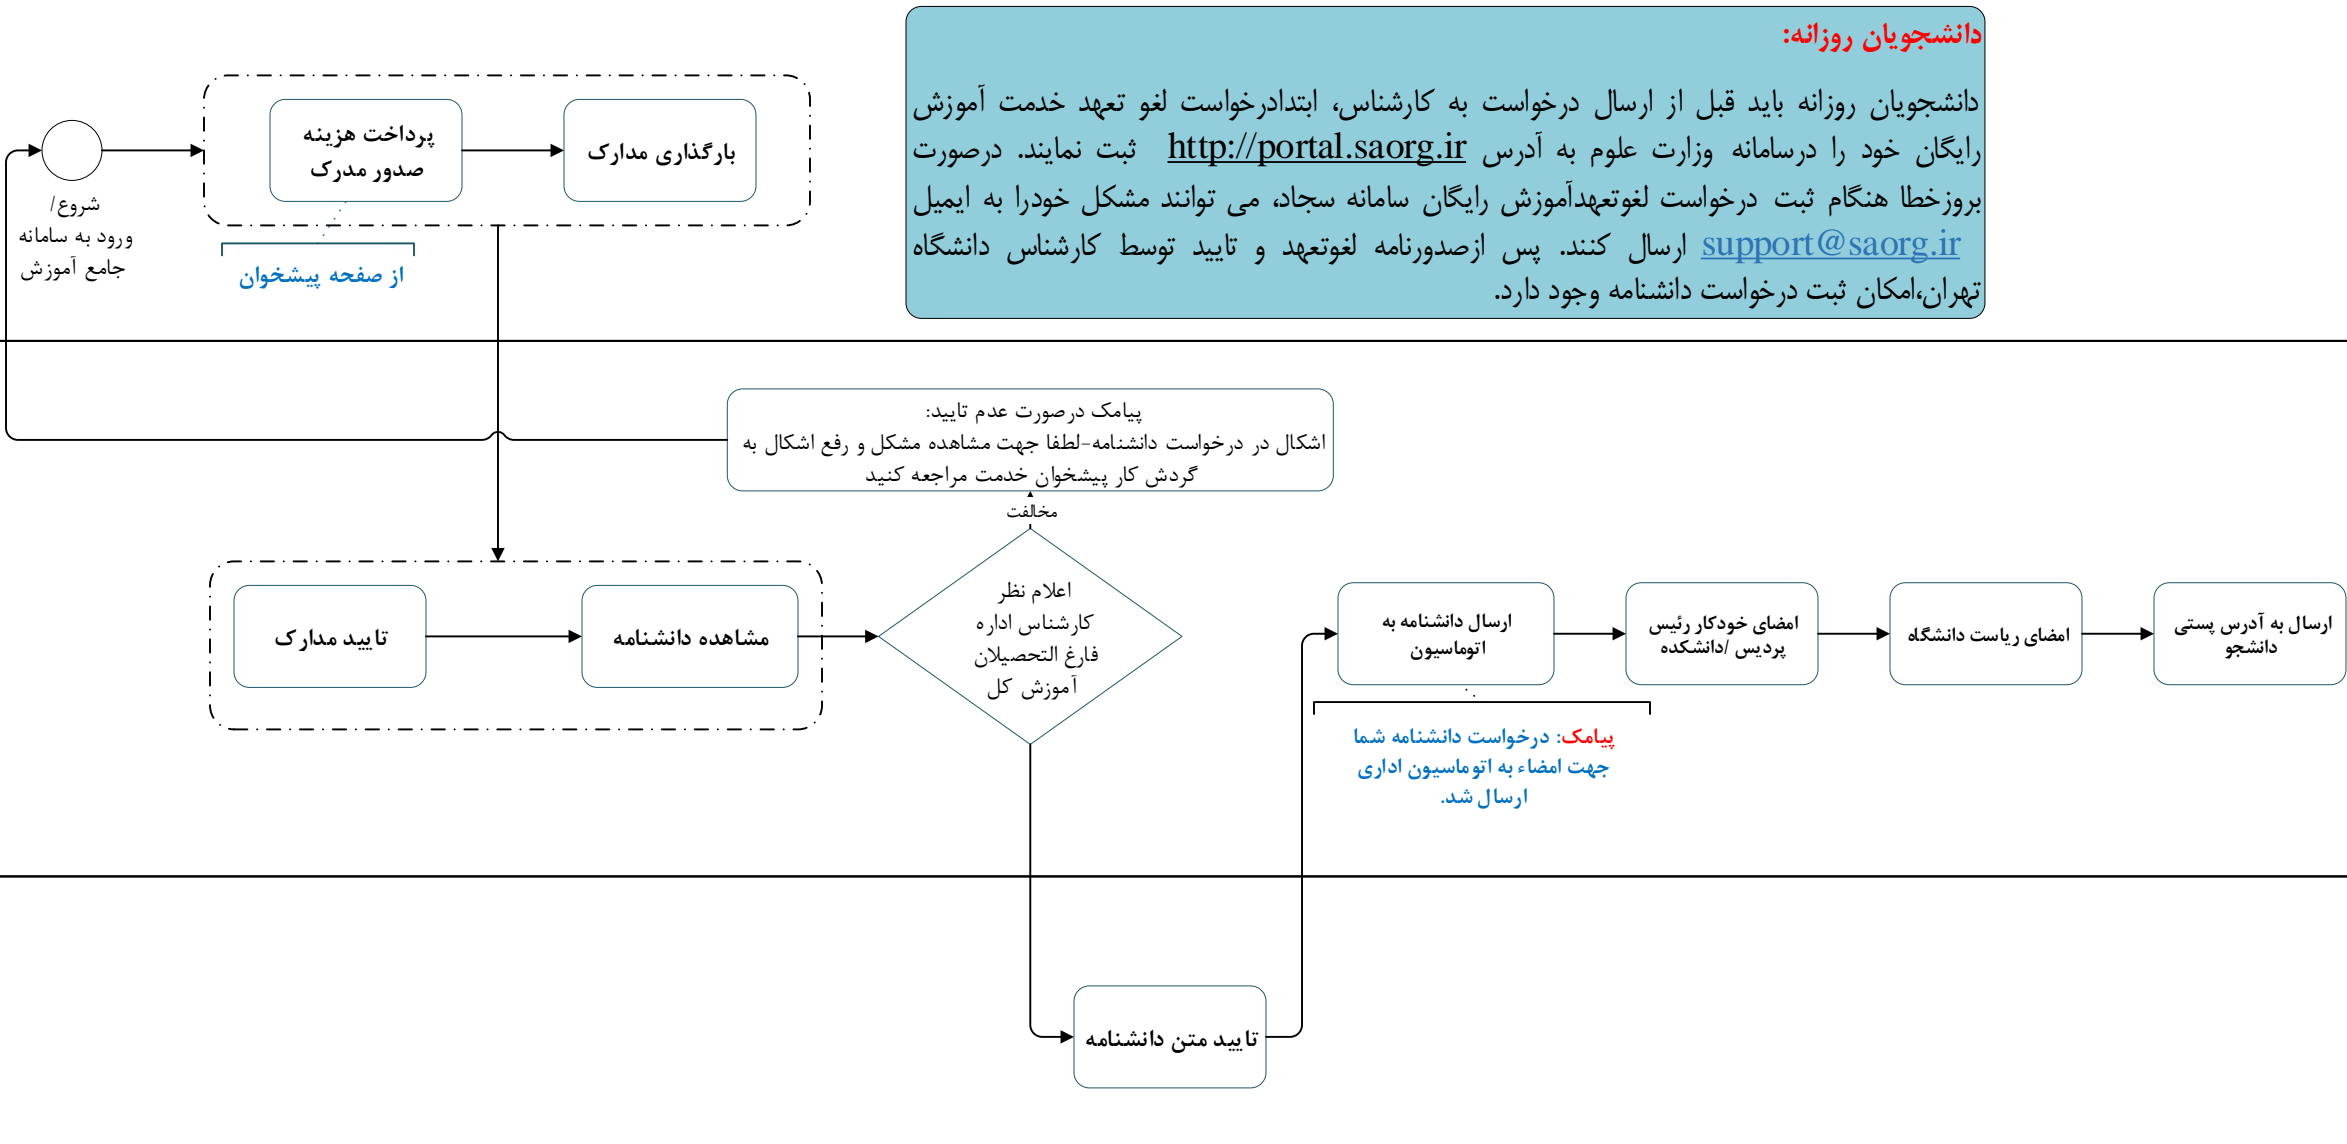 دانشجویان روزانه:
دانشجویان روزانه باید قبل از ارسال درخواست به کارشناس، ابتدادرخواست لغو تعهد خدمت آموزش
رایگان خود را درسامانه وزارت علوم به آدرس http://portal.saorg.ir ثبت نمایند. درصورت
بروزخطا هنگام ثبت درخواست لغوتعهدآموزش رایگان سامانه سجاد، می توانند مشکل خودرا به ایمیل
support@saorg.ir ارسال کنند. پس ازصدورنامه لغوتعهد و تایید توسط کارشناس دانشگاه
تهران،امکان ثبت درخواست دانشنامه وجود دارد.
شروع/
ورود به سامانه
جامع آموزش
پرداخت هزینه
صدور مدرک
بارگذاری مدارک
از صفحه پیشخوان
پیامک درصورت عدم تایید:
اشکال در درخواست دانشنامه-لطفا جهت مشاهده مشکل و رفع اشکال به
گردش کار پیشخوان خدمت مراجعه کنید
مخالفت
تایید مدارک
مشاهده دانشنامه
اعلام نظر
کارشناس اداره
فارغ التحصیلان
آموزش کل
ارسال دانشنامه به
اتوماسیون
امضای خودکار رئیس
پردیس /دانشکده
امضای ریاست دانشگاه
ارسال به آدرس پستی
دانشجو
پیامک: درخواست دانشنامه شما
جهت امضاء به اتوماسیون اداری
ارسال شد.
تایید متن دانشنامه